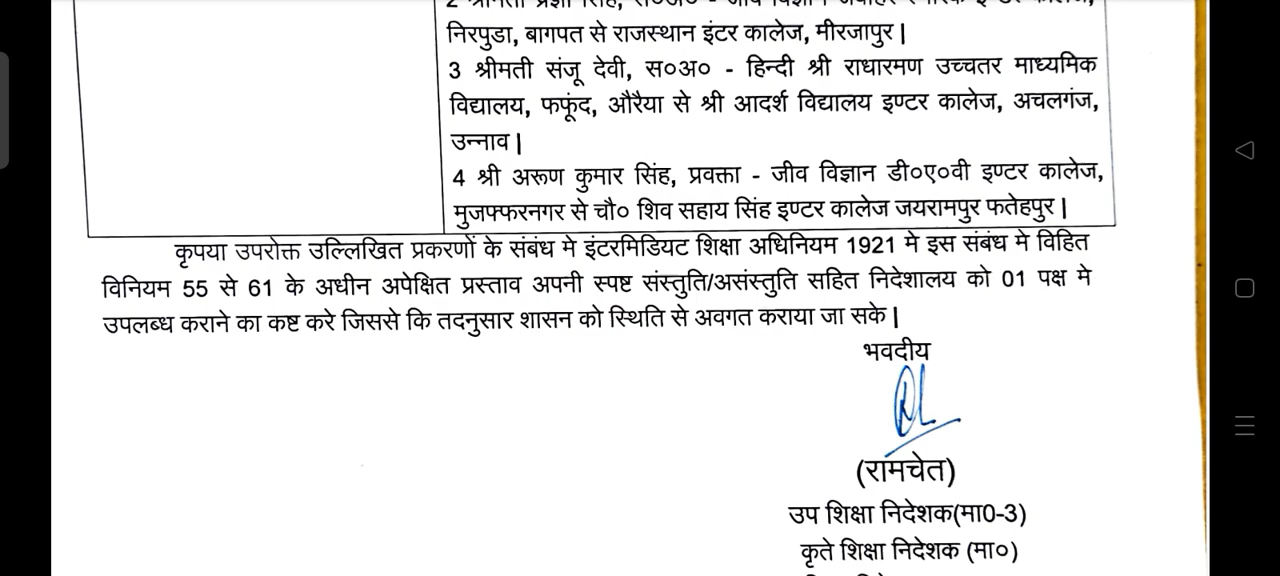 निरपुडा, बागपत से राजस्थान इंटर कालेज, मीरजापुर |
3 श्रीमती संजू देवी, स०अ० - हिन्दी श्री राधारमण उच्चतर माध्यमिक
विद्यालय, फफूंद, औरैया से श्री आदर्श विद्यालय इण्टर कालेज, अचलगंज,
उन्नाव |
4 श्री अरूण कुमार सिंह, प्रवक्ता - जीव विज्ञान डी०ए०वी इण्टर कालेज,
मुजफ्फरनगर से चौ० शिव सहाय सिंह इण्टर कालेज जयरामपुर फतेहपुर |
कृपया उपरोक्त उल्लिखित प्रकरणों के संबंध मे इंटरमिडियट शिक्षा अधिनियम 1921 मे इस संबंध मे विहित
विनियम 55 से 61 के अधीन अपेक्षित प्रस्ताव अपनी स्पष्ट संस्तुति/असंस्तुति सहित निदेशालय को 01 पक्ष मे
उपलब्ध कराने का कष्ट करे जिससे कि तदनुसार शासन को स्थिति से अवगत कराया जा सके |
भवदीय
(रामचेत)
उप शिक्षा निदेशक(मा0-3)
कृते शिक्षा निदेशक (मा०)